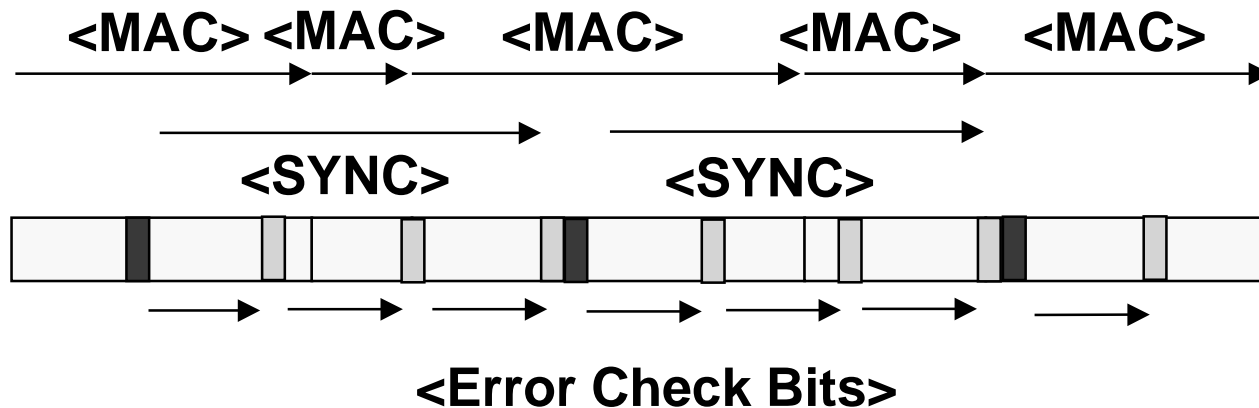 <MAC> <MAC> <MAC> <MAC> <MAC>
<SYNC> <SYNC>
<Error Check Bits>